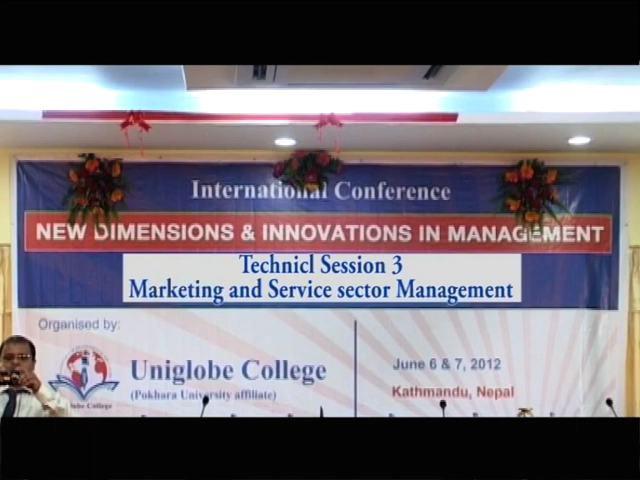 International Conference
NEW DIMENSIONS & INNOVATIONS IN MANAGEMENT
Technicl Session 3
Marketing and Service sector Management
Organised by:
Uniglobe College
(Pokhara University affiliate)
June 6 & 7, 2012
Kathmandu, Nepal
College